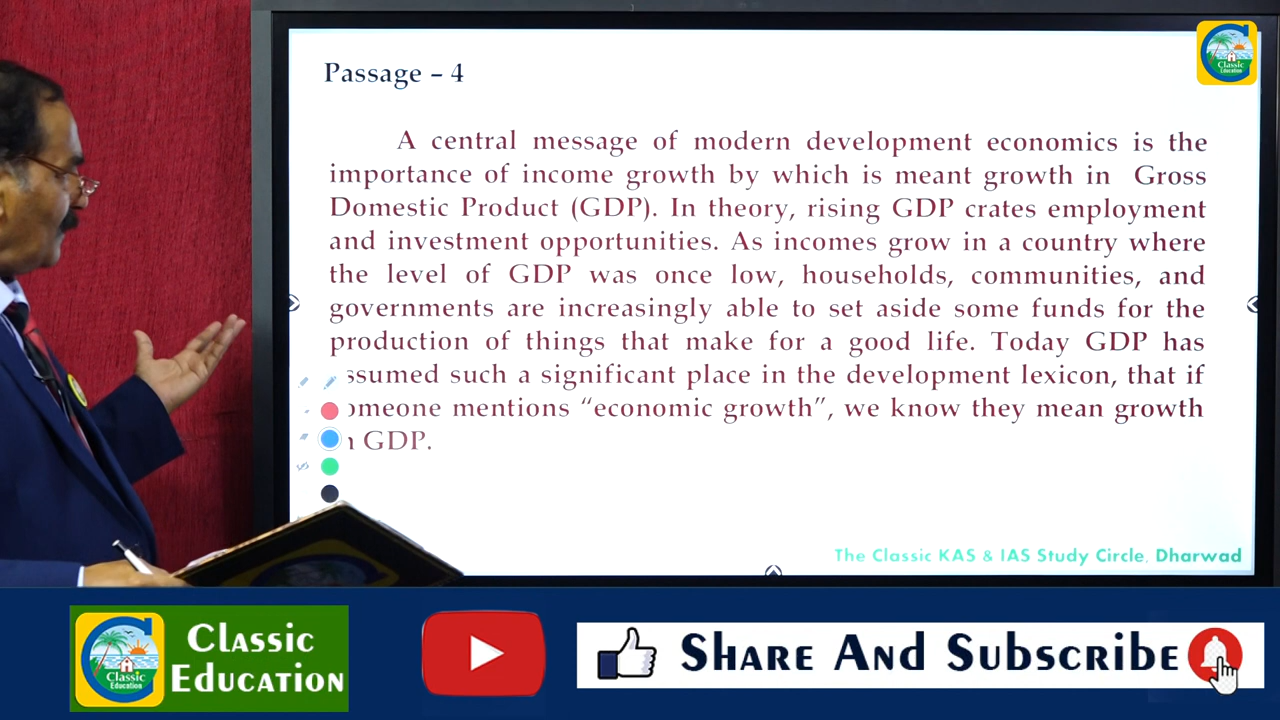 Classic
Education
Passage – 4
A central message of modern development economics is the
importance of income growth by which is meant growth in Gross
Domestic Product (GDP). In theory, rising GDP crates employment
and investment opportunities. As incomes grow in a country where
the level of GDP was once low, households, communities, and
governments are increasingly able to set aside some funds for the
production of things that make for a good life. Today GDP has
ssumed such a significant place in the development lexicon, that if
omeone mentions “economic growth”, we know they mean growth
n GDP.
The Classic KAS & IAS Study Circle, Dharwad
Classic
Education
Classic
Education
Share And Subscribe